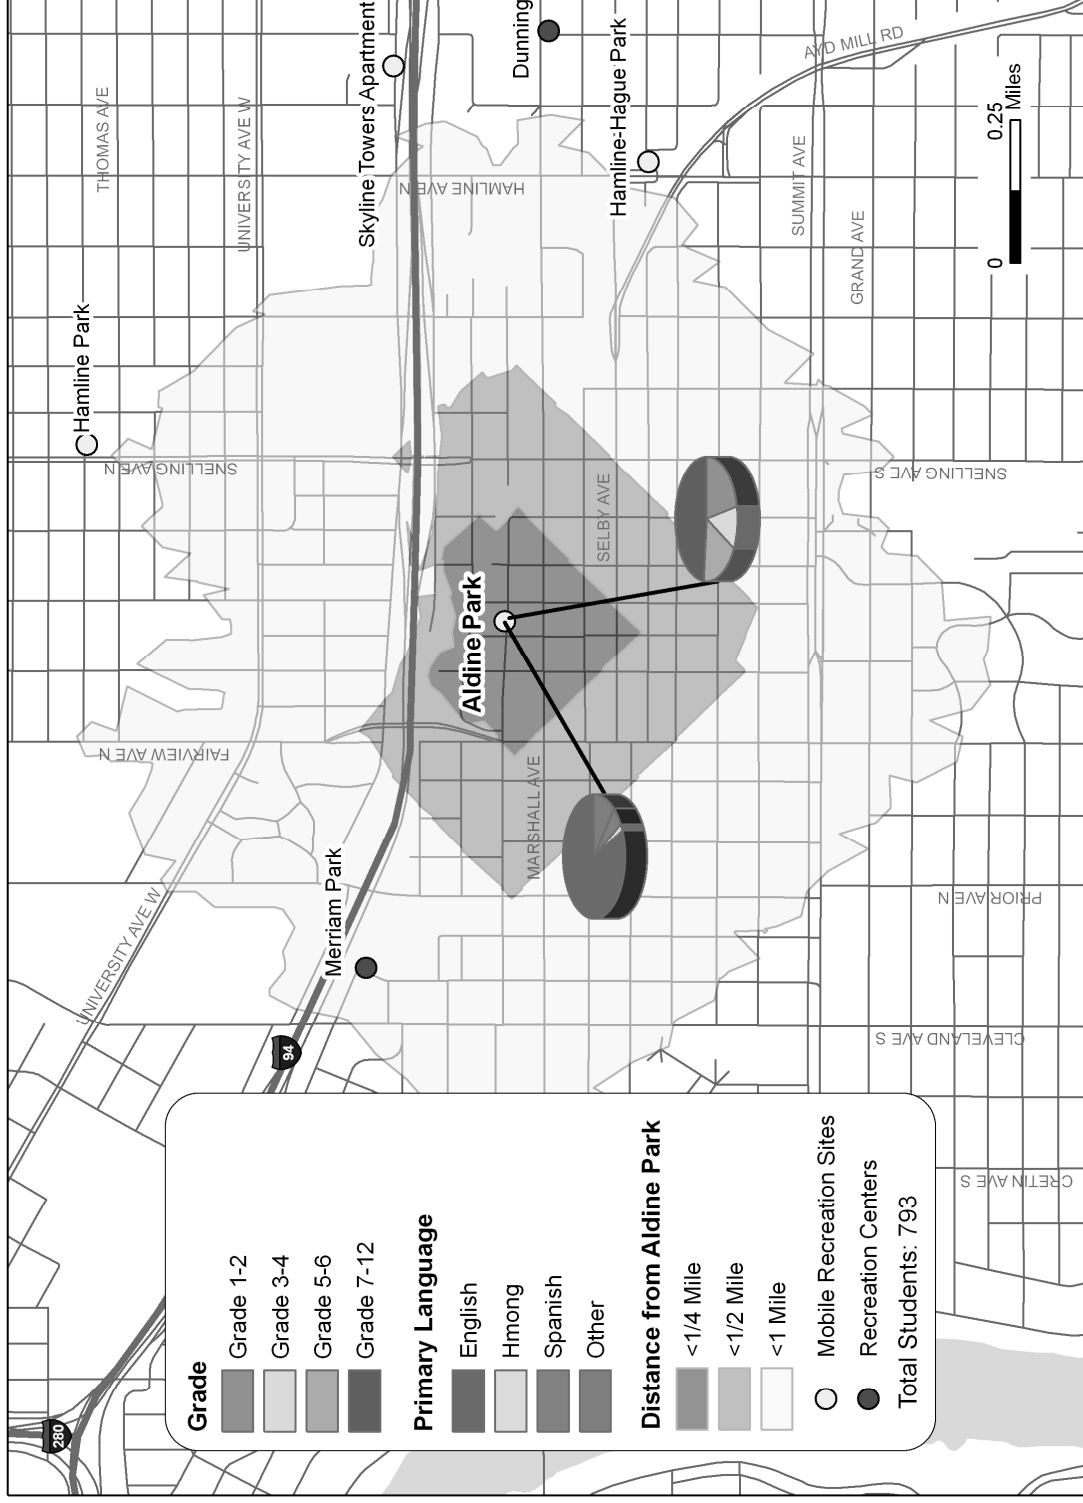 Grade
Grade 1-2
Grade 3-4
Grade 5-6
Grade 7-12
Primary Language
English
Hmong
Spanish
Other
Distance from Aldine Park
<1/4 Mile
<1/2 Mile
<1 Mile
Mobile Recreation Sites
Recreation Centers
Total Students: 793
280
94
UNIVERSITY AVE W
Merriam Park
FAIRVIEW AVE N
MARSHALL AVE
Aldine Park
SELBY AVE
SNELLING AVE N
Hamline Park
THOMAS AVE
UNIVERSITY AVE W
Skyline Towers Apartment
HAMLINE AVE N
Dunning
Hamline-Hague Park
AYD MILL RD
SUMMIT AVE
GRAND AVE
SNELLING AVE S
PRIOR AVE N
CLEVELAND AVE S
CRETIN AVE S
0 0.25
Miles